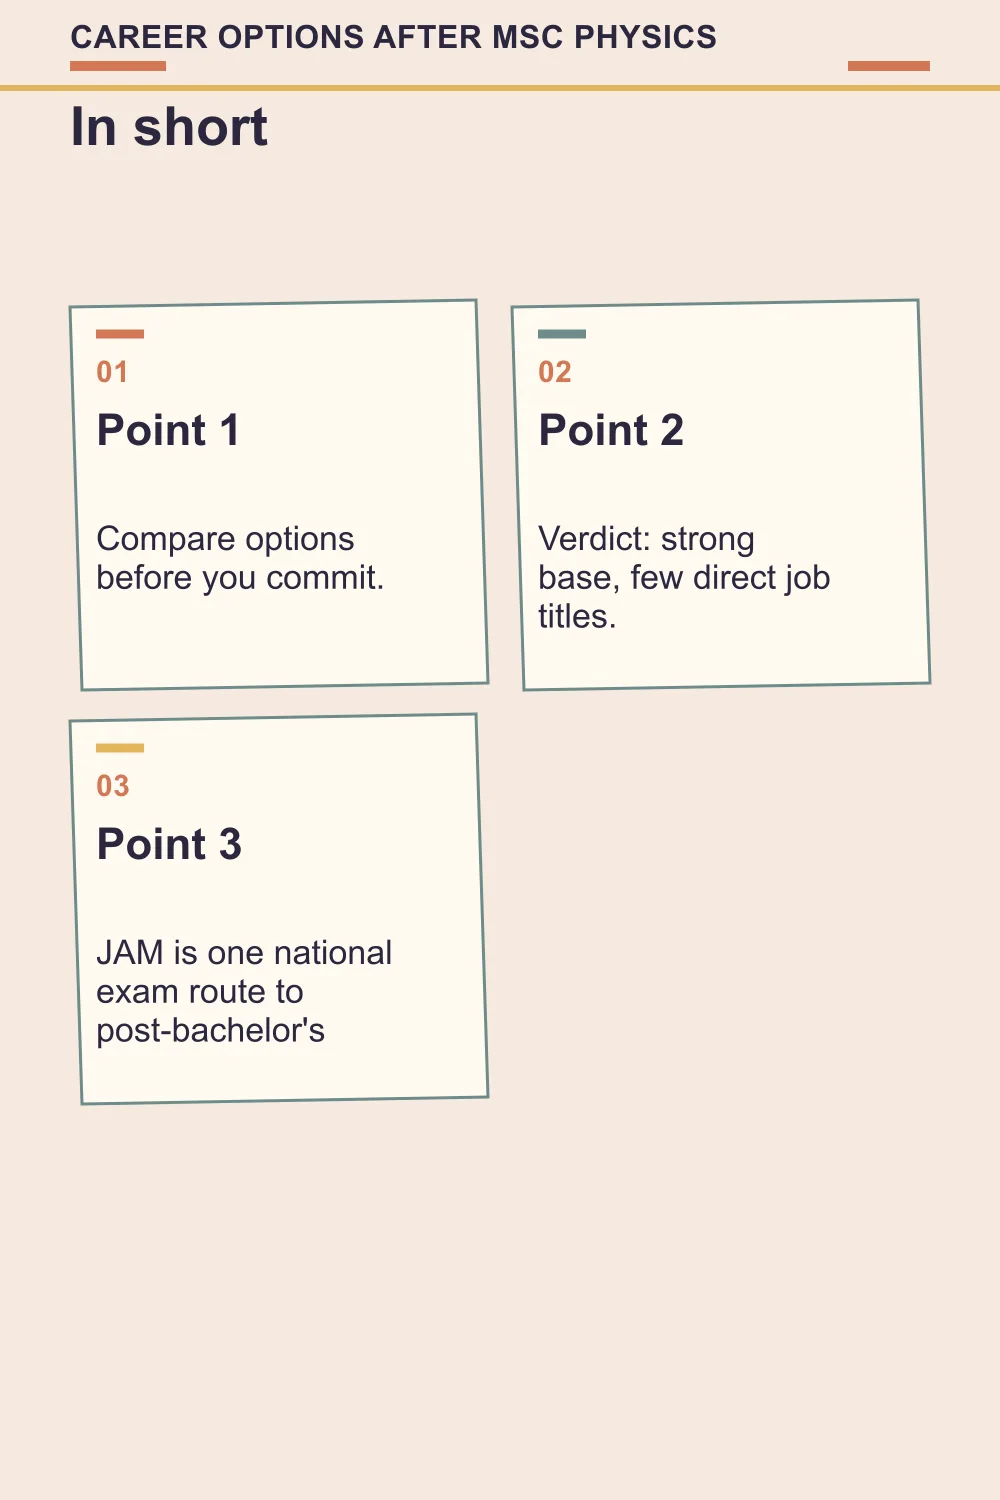 CAREER OPTIONS AFTER MSC PHYSICS
In short
01
Point 1
Compare options
before you commit.
02
Point 2
Verdict: strong
base, few direct job
titles.
03
Point 3
JAM is one national
exam route to
post-bachelor's